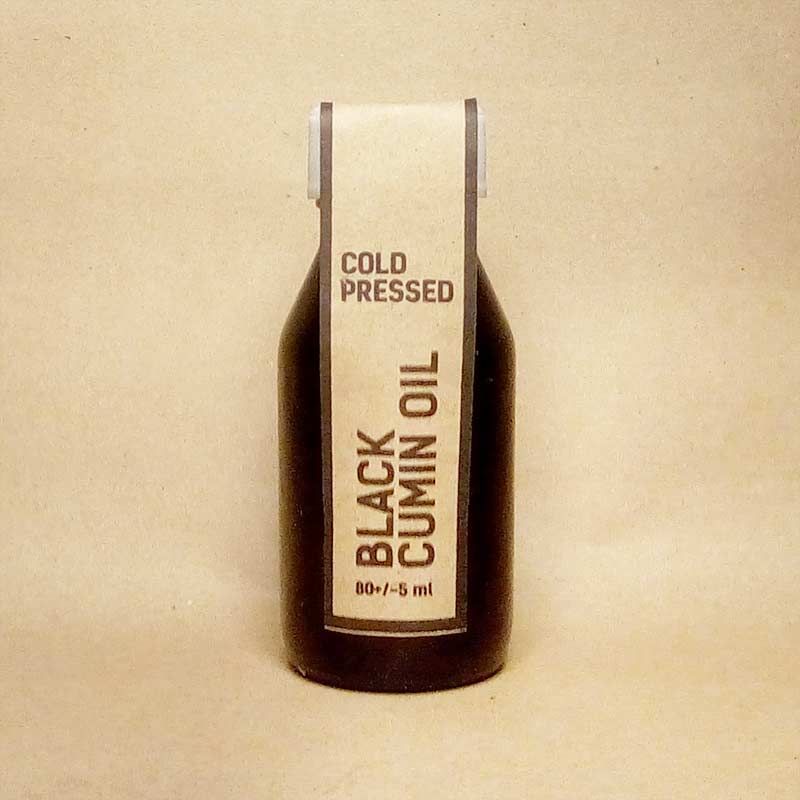 COLD
PRESSED
BLACK
CUMIN OIL
80+/-5 ml